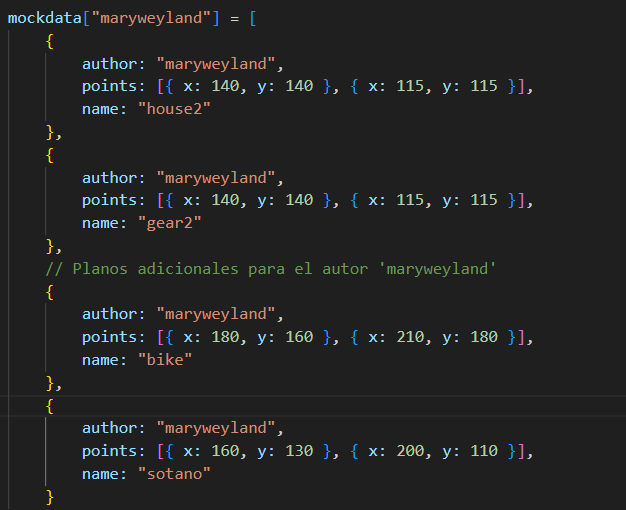 mockdata["maryweyland"] = [
    {
        author: "maryweyland",
        points: [{ x: 140, y: 140 }, { x: 115, y: 115 }],
        name: "house2"
    },
    {
        author: "maryweyland",
        points: [{ x: 140, y: 140 }, { x: 115, y: 115 }],
        name: "gear2"
    },
    // Planos adicionales para el autor 'maryweyland'
    {
        author: "maryweyland",
        points: [{ x: 180, y: 160 }, { x: 210, y: 180 }],
        name: "bike"
    },
    {
        author: "maryweyland",
        points: [{ x: 160, y: 130 }, { x: 200, y: 110 }],
        name: "sotano"
    }